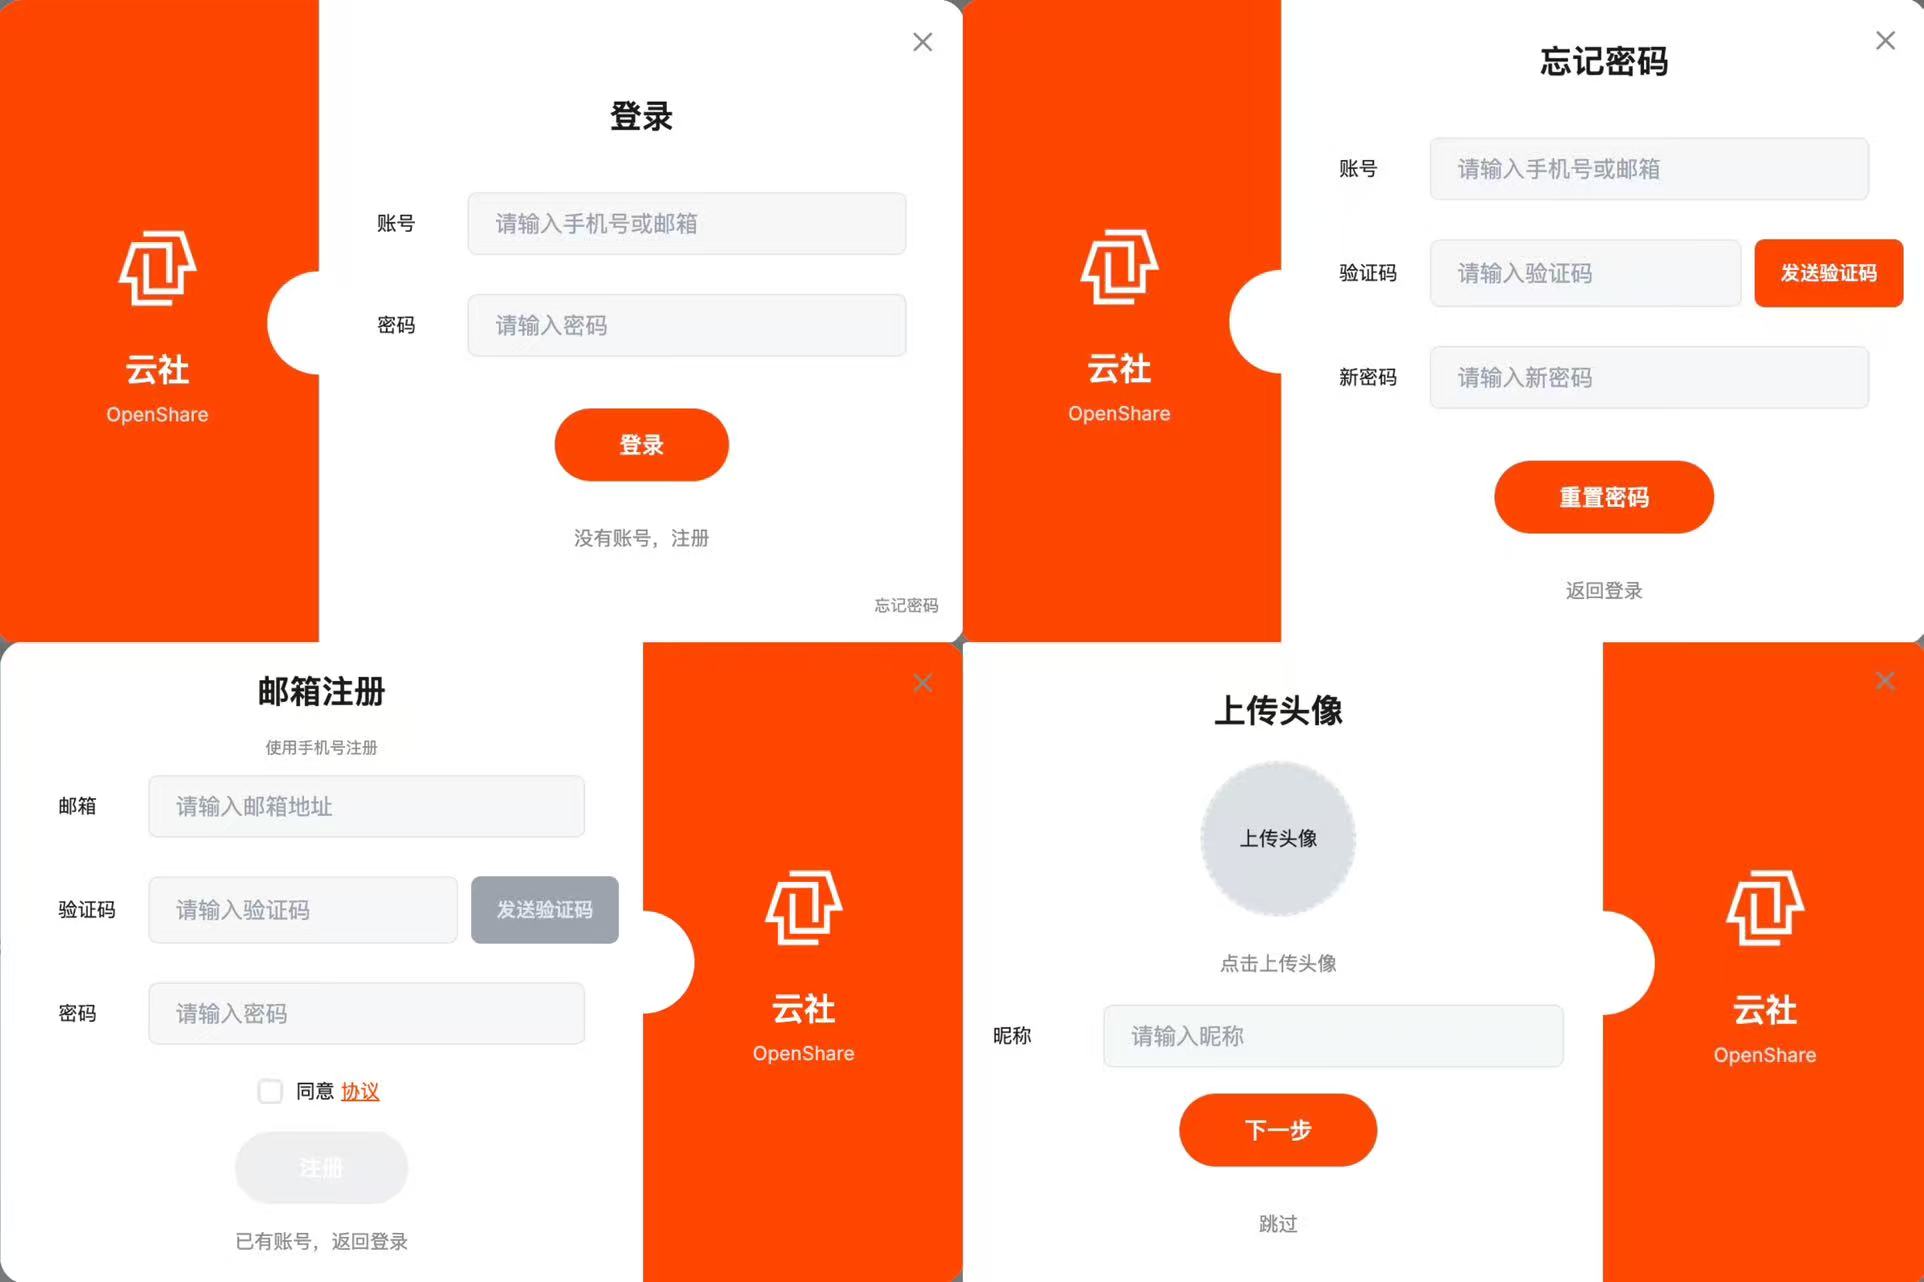 云社
OpenShare
登录
账号
请输入手机号或邮箱
密码
请输入密码
登录
没有账号，注册
忘记密码
云社
OpenShare
忘记密码
账号
请输入手机号或邮箱
验证码
请输入验证码
发送验证码
新密码
请输入新密码
重置密码
返回登录
邮箱注册
使用手机号注册
邮箱
请输入邮箱地址
验证码
请输入验证码
发送验证码
密码
请输入密码
同意 协议
注册
已有账号，返回登录
云社
OpenShare
上传头像
上传头像
点击上传头像
昵称
请输入昵称
下一步
跳过
云社
OpenShare